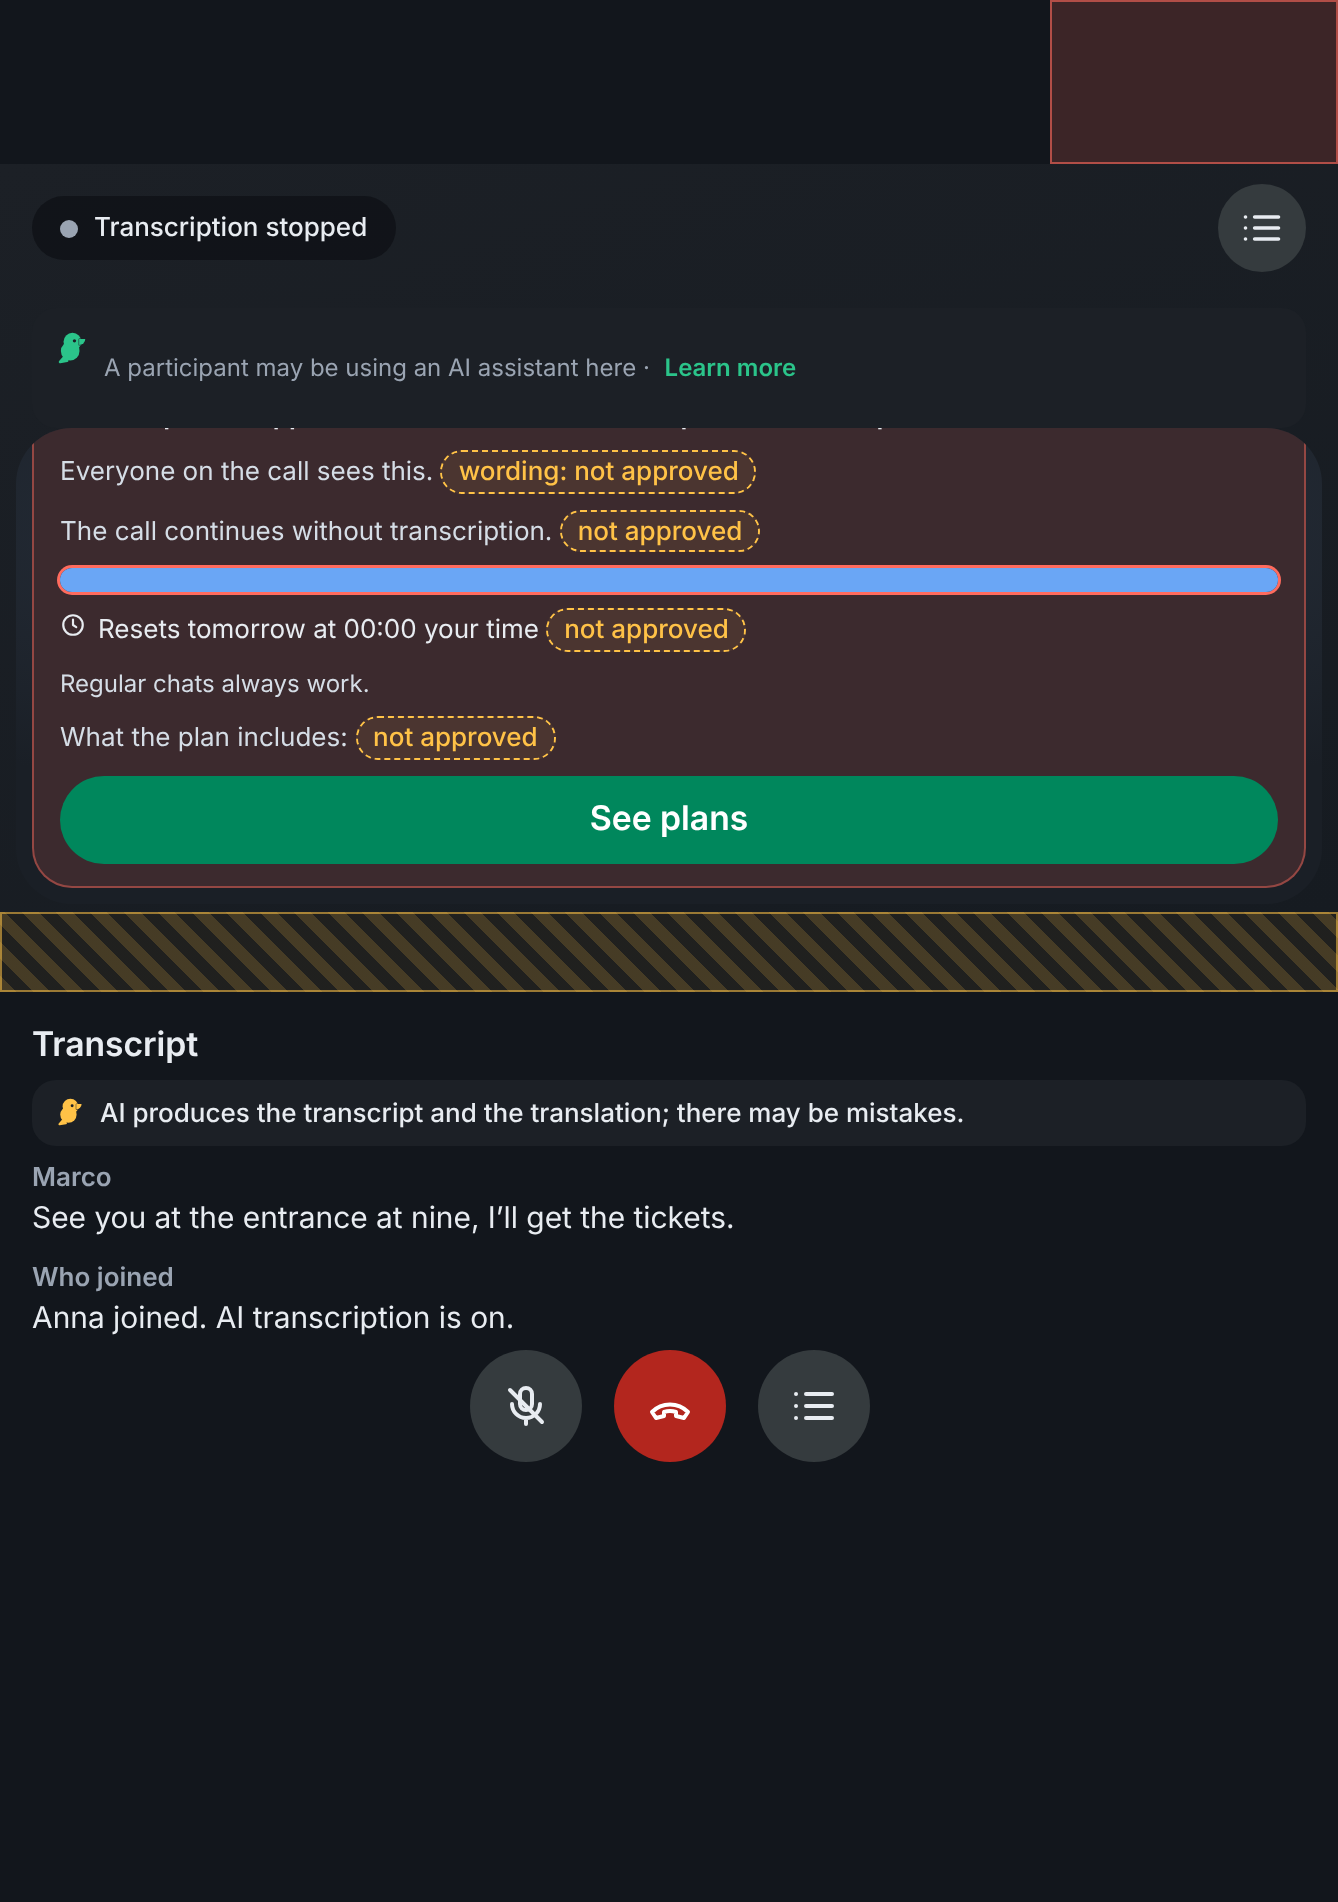 Transcription stopped
A participant may be using an AI assistant here · Learn more
Everyone on the call sees this. wording: not approved
The call continues without transcription. not approved
Resets tomorrow at 00:00 your time not approved
Regular chats always work.
What the plan includes: not approved
See plans
Transcript
AI produces the transcript and the translation; there may be mistakes.
Marco
See you at the entrance at nine, I’ll get the tickets.
Who joined
Anna joined. AI transcription is on.